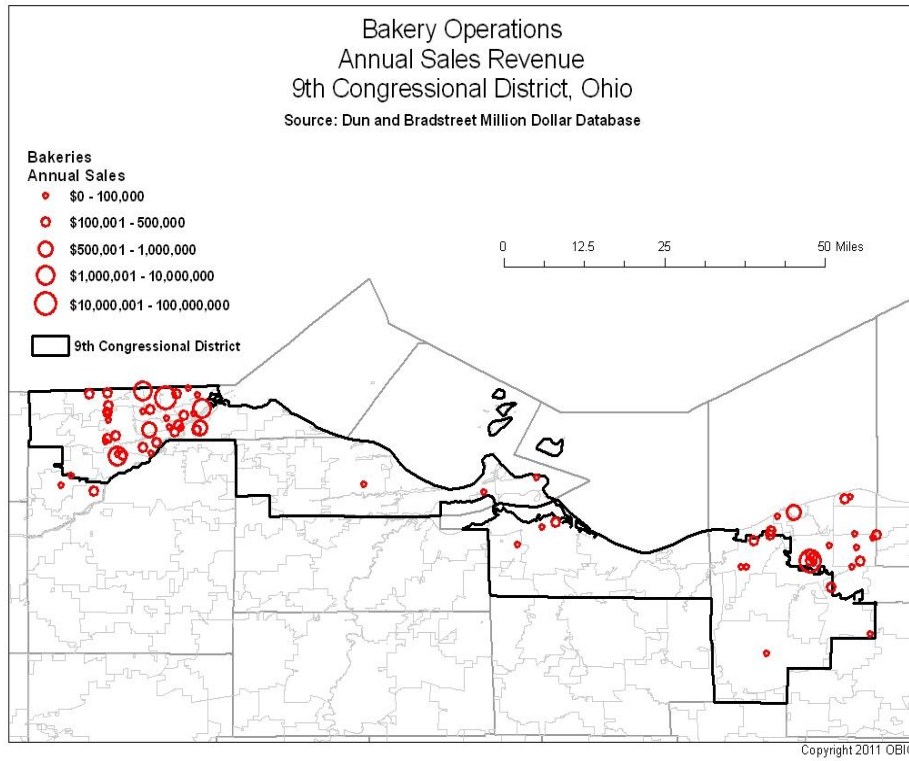 Bakery Operations
Annual Sales Revenue
9th Congressional District, Ohio
Source: Dun and Bradstreet Million Dollar Database
Bakeries
Annual Sales
$0 - 100,000
$100,001 - 500,000
$500,001 - 1,000,000
$1,000,001 - 10,000,000
$10,000,001 - 100,000,000
9th Congressional District
0 12.5 25 50 Miles
Copyright 2011